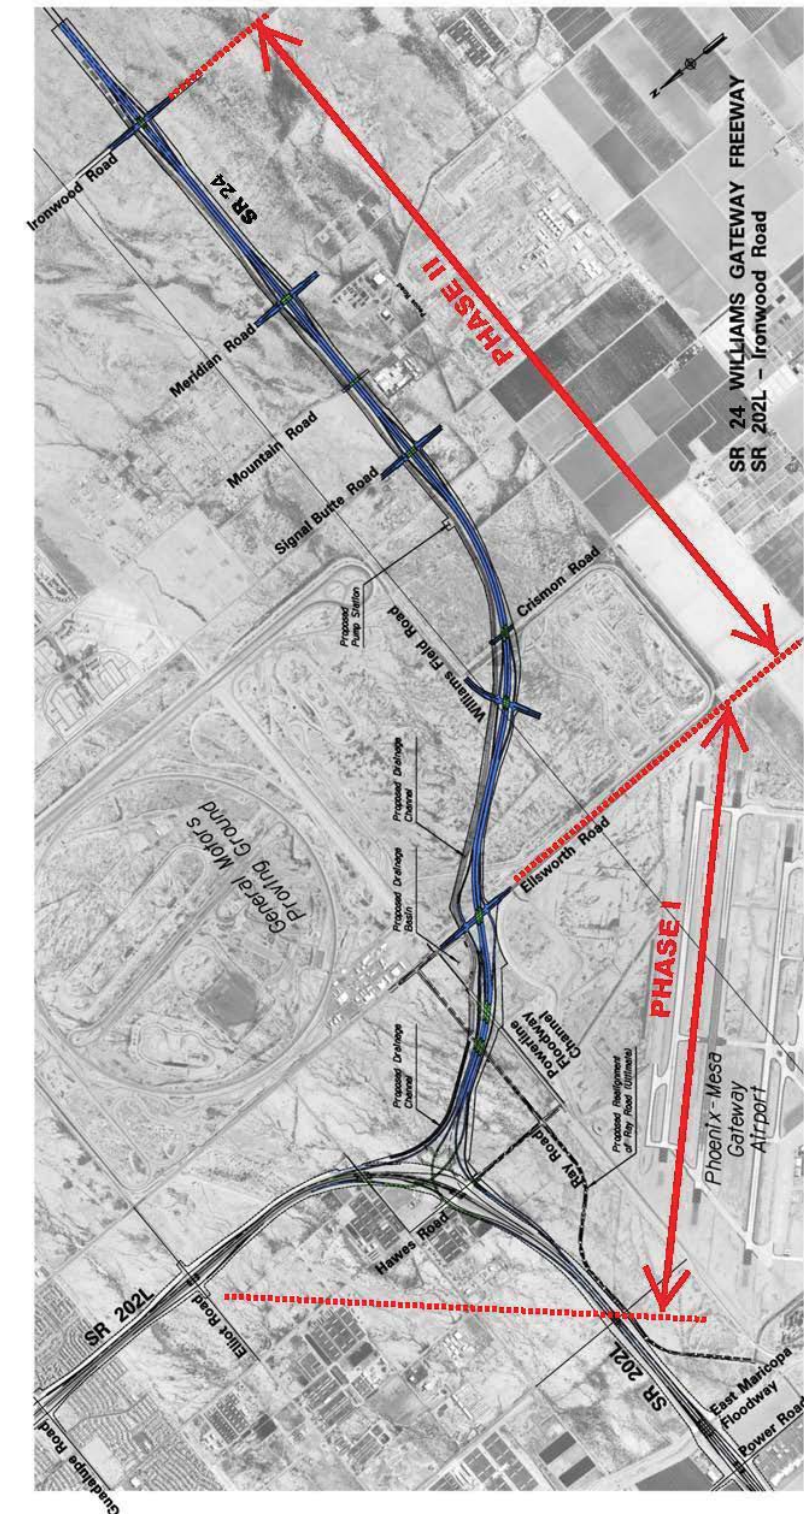 Ironwood Road
SR 24
N
SR 24 WILLIAMS GATEWAY FREEWAY
SR 202L - Ironwood Road
PHASE II
Meridian Road
Mountain Road
Signal Butte Road
Proposed
Pump Station
Crismon Road
Williams Field Road
Proposed Drainage
Channel
General Motors
Proving Ground
Ellsworth Road
Proposed Drainage
Basin
PHASE I
Powerline
Floodway
Channel
Proposed Drainage
Channel
Proposed Realignment
of Ray Road (Ultimate)
Phoenix-Mesa
Gateway
Airport
Ray Road
Hawes Road
SR 202L
Elliot Road
SR 202L
East Maricopa
Floodway
Power Road
Guadalupe Road